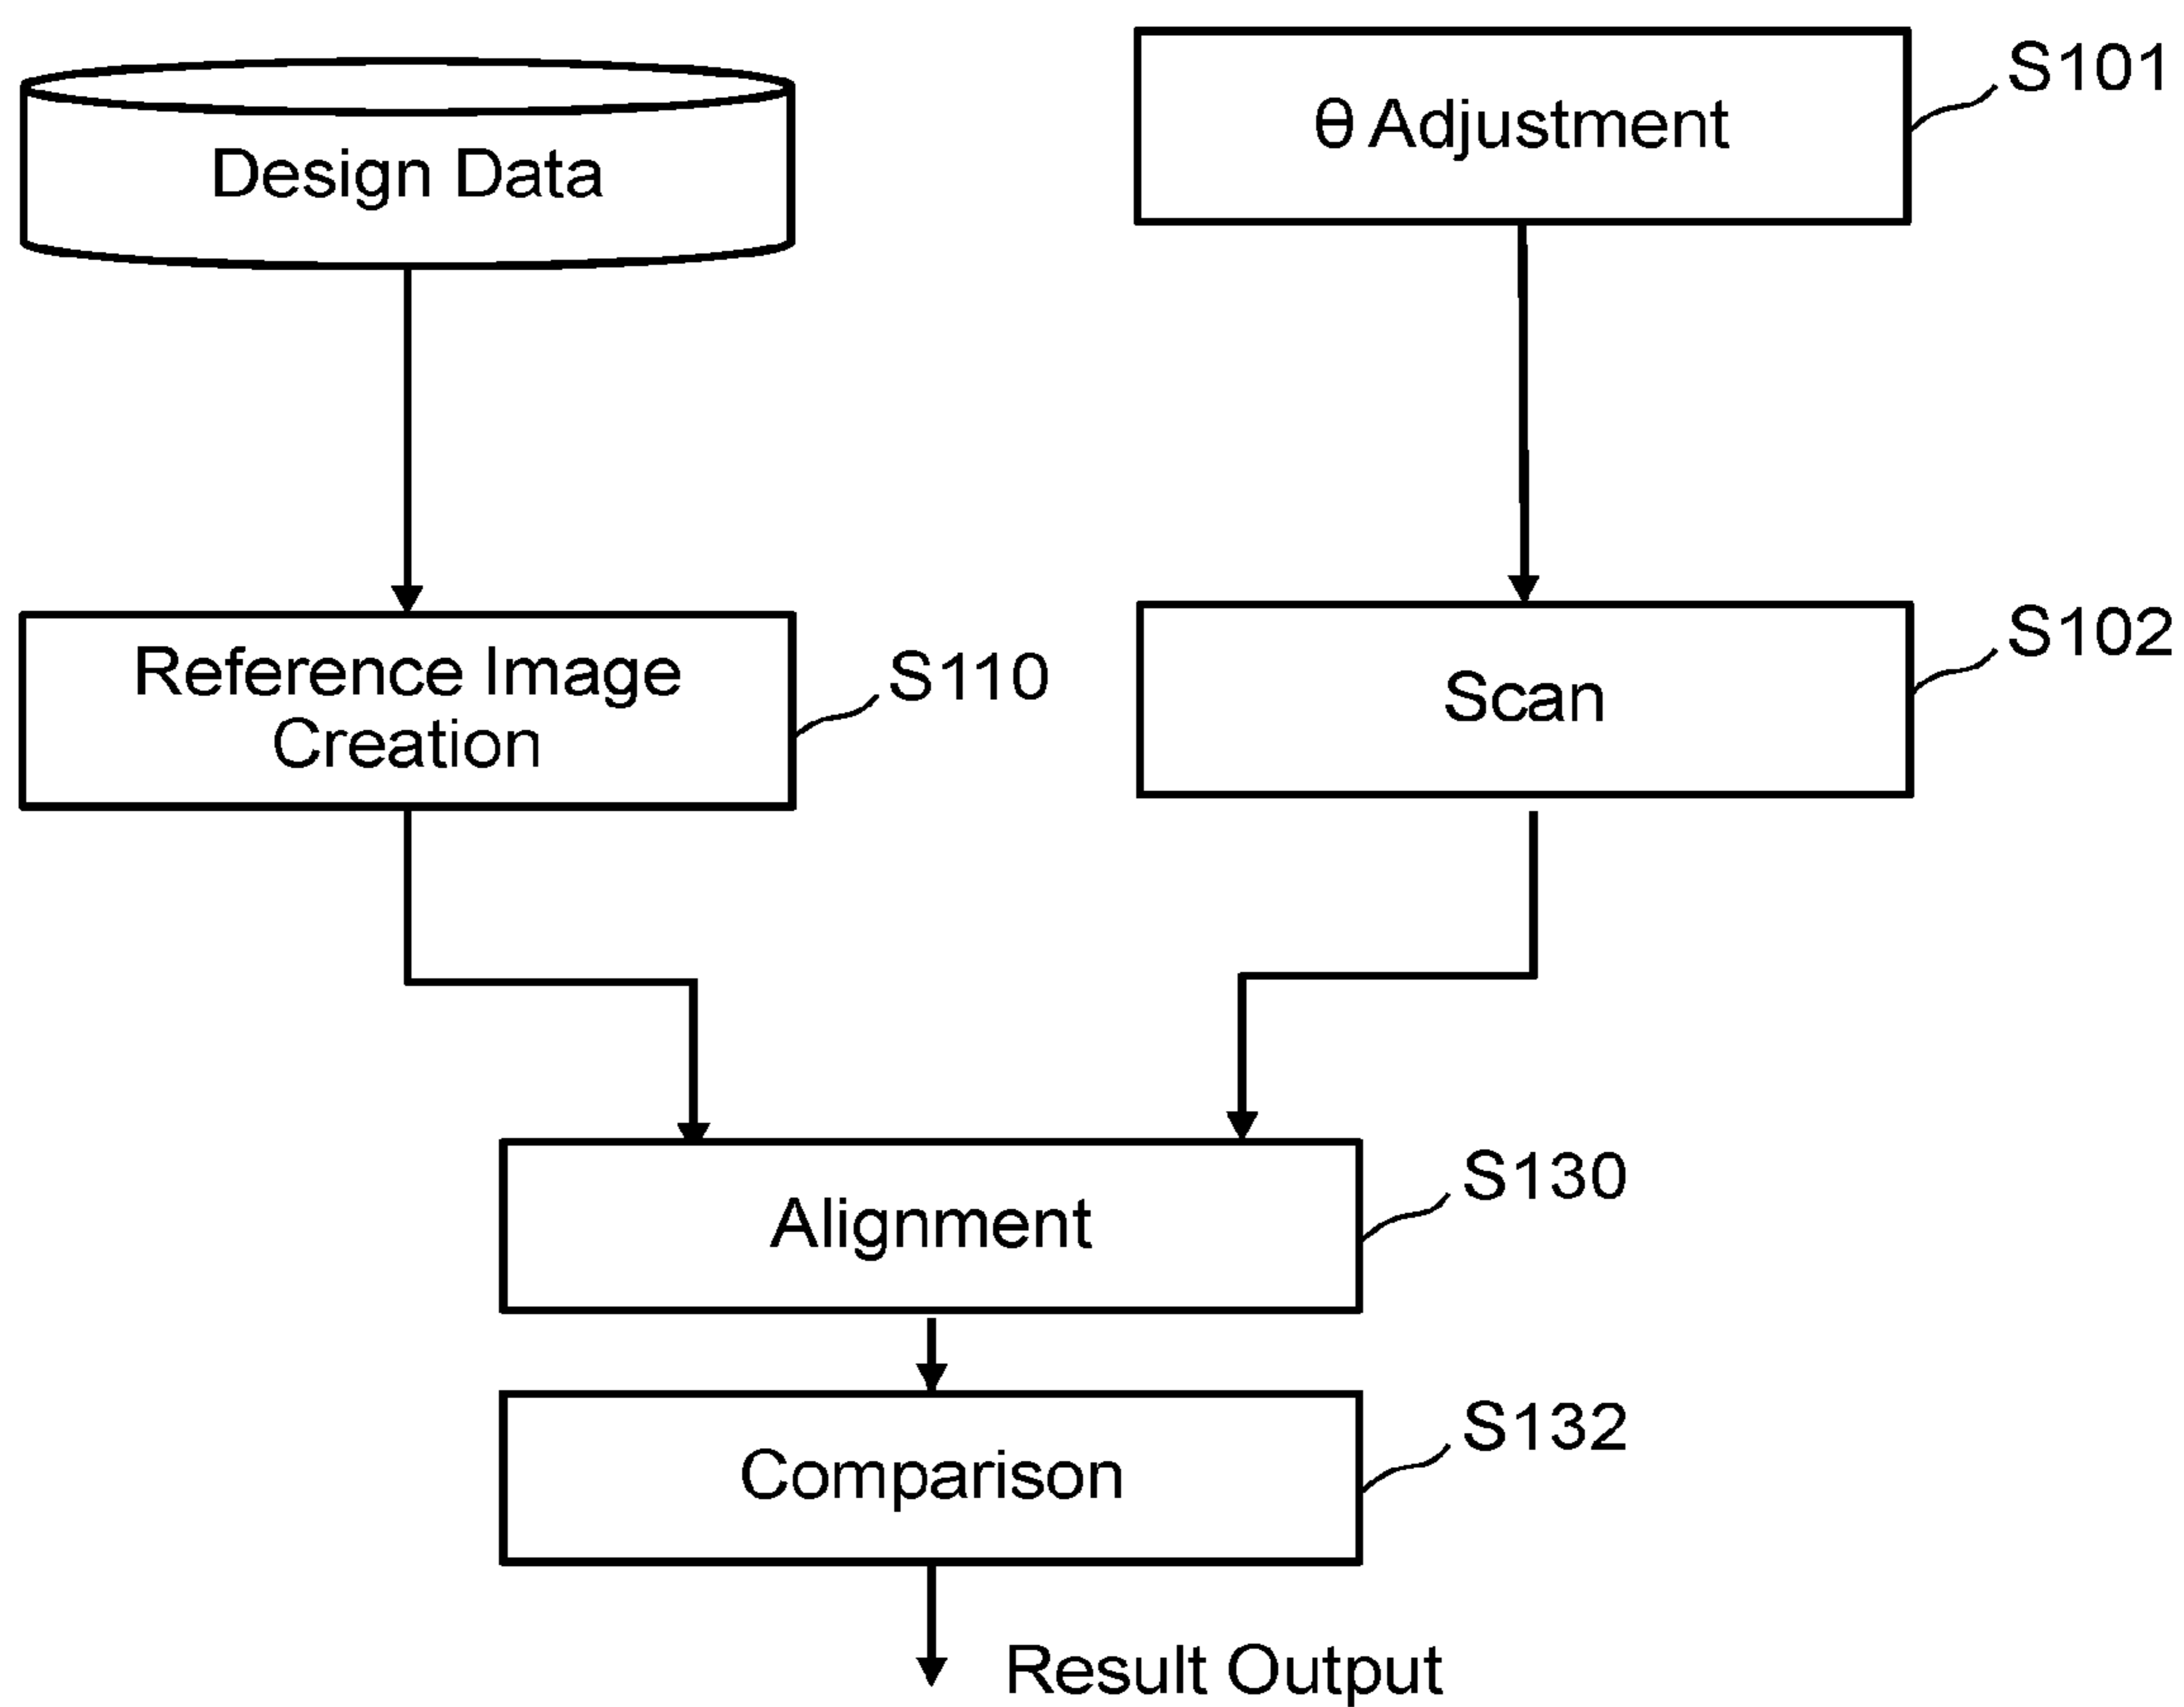 Design Data
θ Adjustment
S101
Reference Image
Creation
S110
Scan
S102
Alignment
S130
Comparison
S132
Result Output